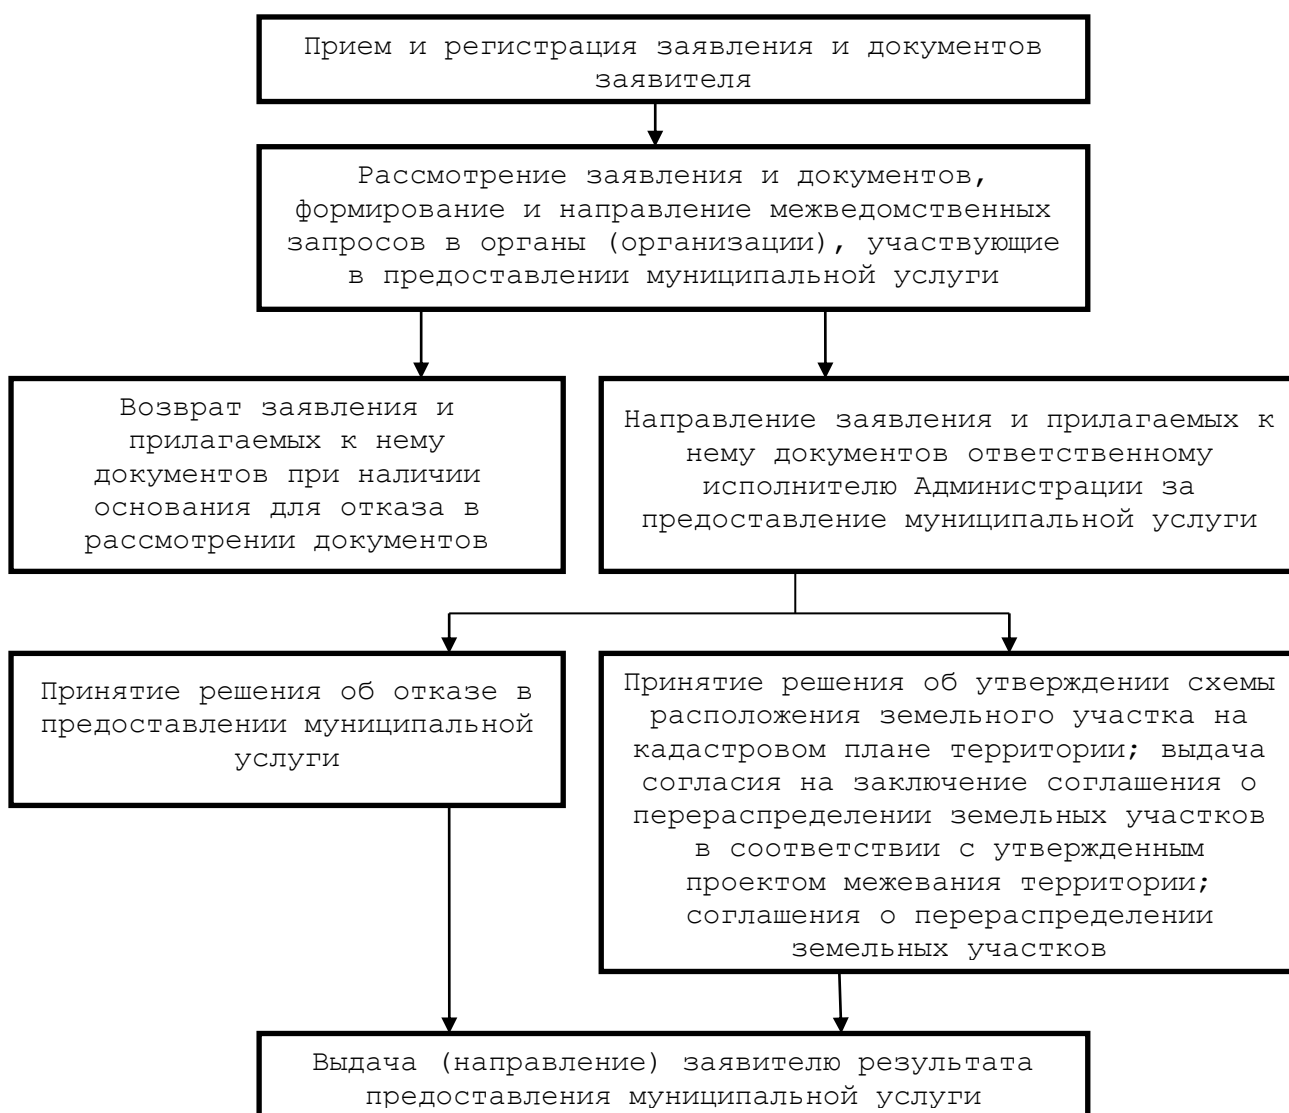 Прием и регистрация заявления и документов
заявителя
Рассмотрение заявления и документов,
формирование и направление межведомственных
запросов в органы (организации), участвующие
в предоставлении муниципальной услуги
Возврат заявления и
прилагаемых к нему
документов при наличии
основания для отказа в
рассмотрении документов
Направление заявления и прилагаемых к
нему документов ответственному
исполнителю Администрации за
предоставление муниципальной услуги
Принятие решения об отказе в
предоставлении муниципальной
услуги
Принятие решения об утверждении схемы
расположения земельного участка на
кадастровом плане территории; выдача
согласия на заключение соглашения о
перераспределении земельных участков
в соответствии с утвержденным
проектом межевания территории;
соглашения о перераспределении
земельных участков
Выдача (направление) заявителю результата
предоставления муниципальной услуги